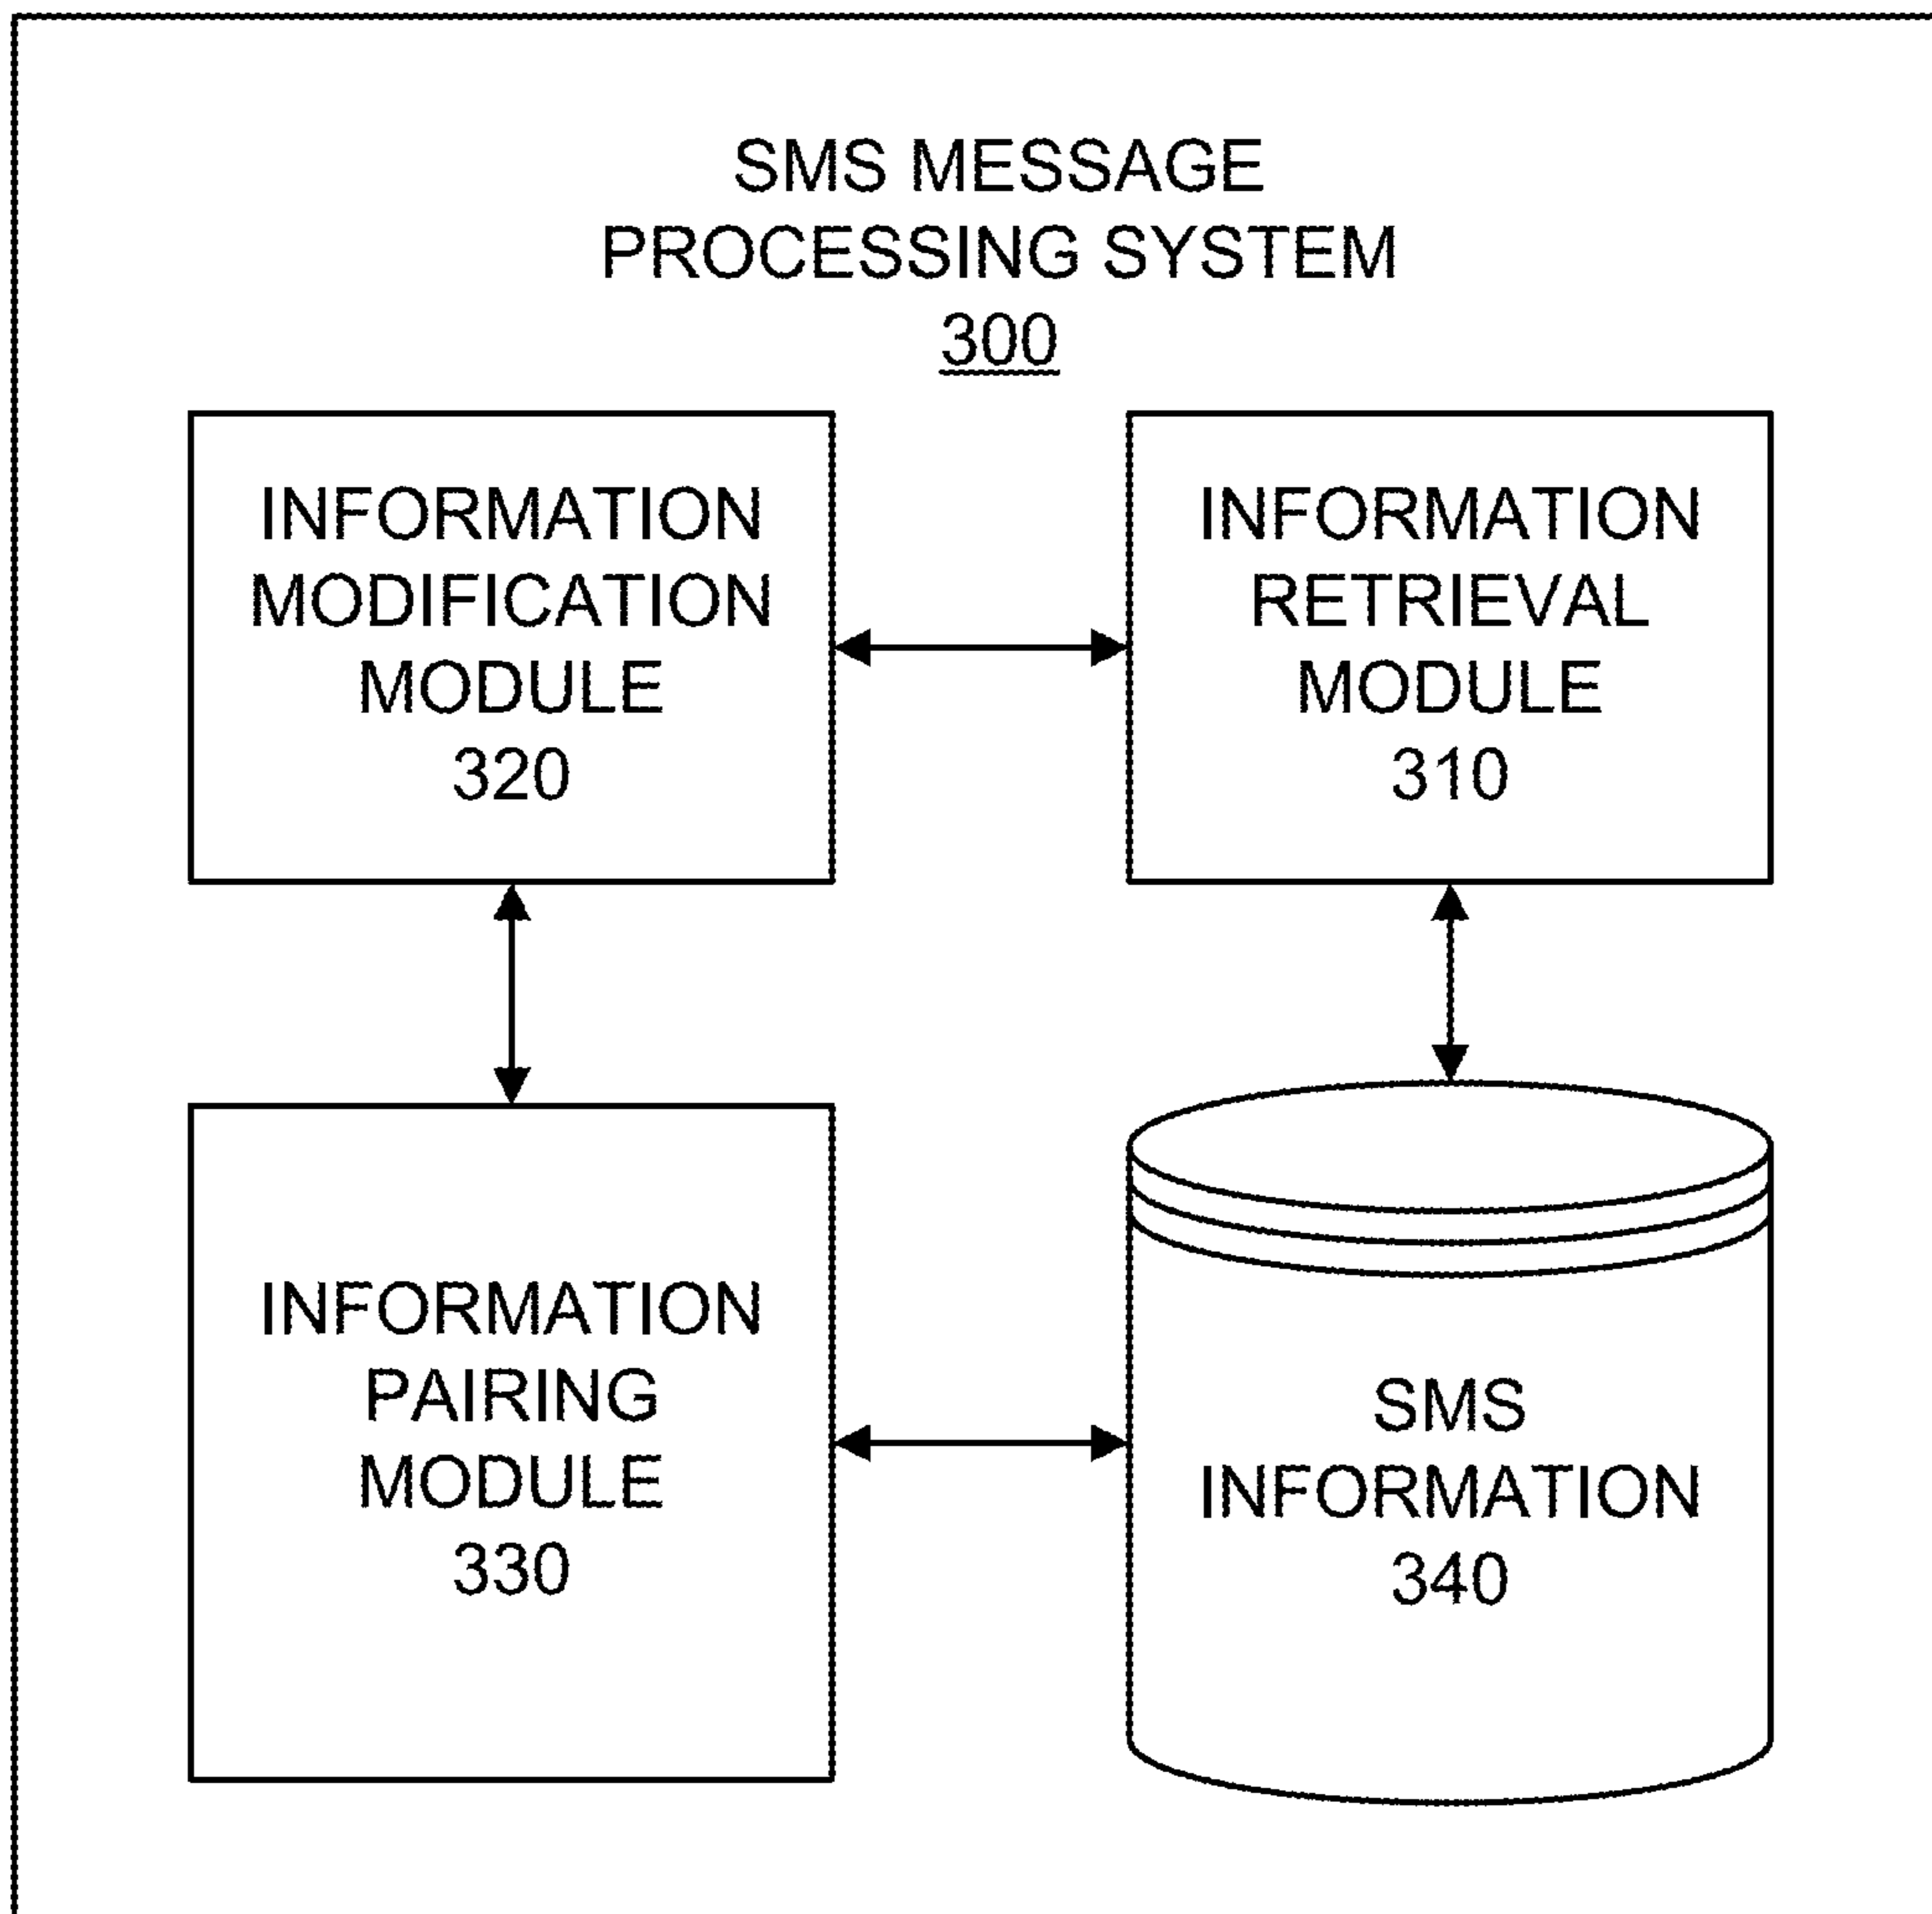 SMS MESSAGE
PROCESSING SYSTEM
300
INFORMATION
MODIFICATION
MODULE
320
INFORMATION
RETRIEVAL
MODULE
310
INFORMATION
PAIRING
MODULE
330
SMS
INFORMATION
340